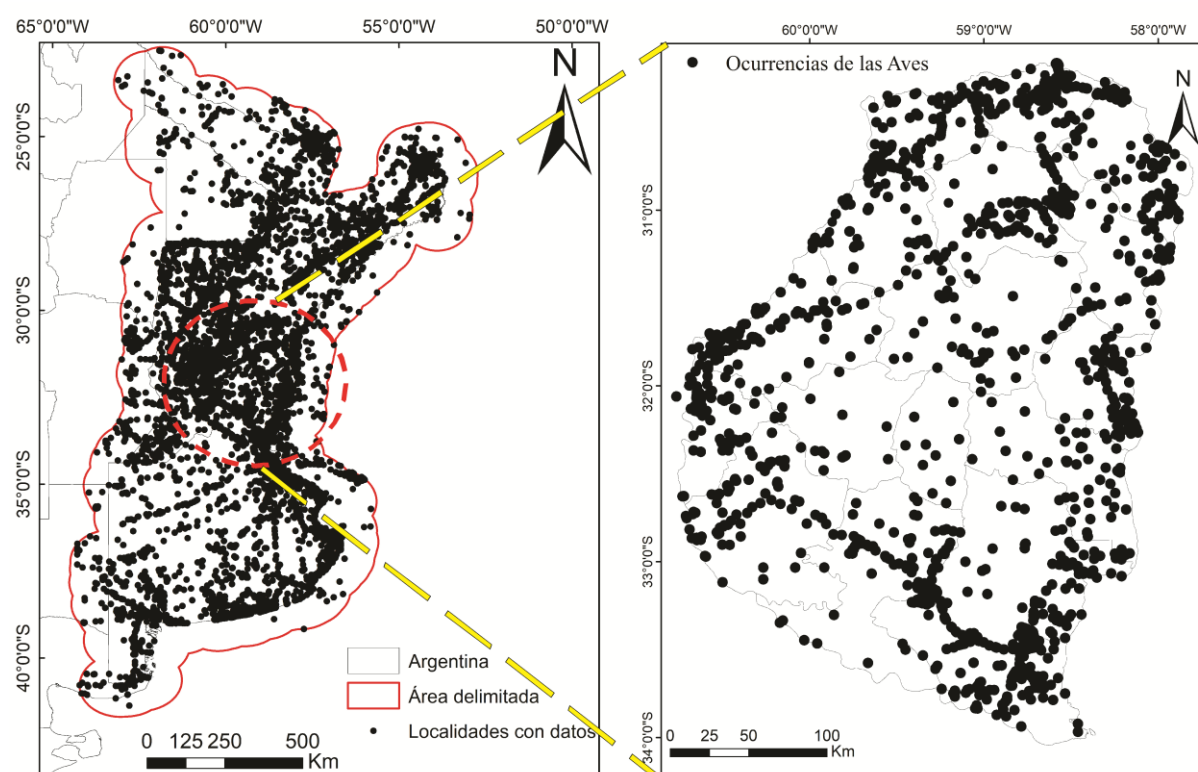 65°0'0"W 60°0'0"W 55°0'0"W 50°0'0"W
N
25°0'0"S
30°0'0"S
35°0'0"S
40°0'0"S
Argentina
Área delimitada
Localidades con datos
0 125 250 500
Km
60°0'0"W 59°0'0"W 58°0'0"W
Ocurrencias de las Aves
N
31°0'0"S
32°0'0"S
33°0'0"S
34°0'0"S
0 25 50 100
Km